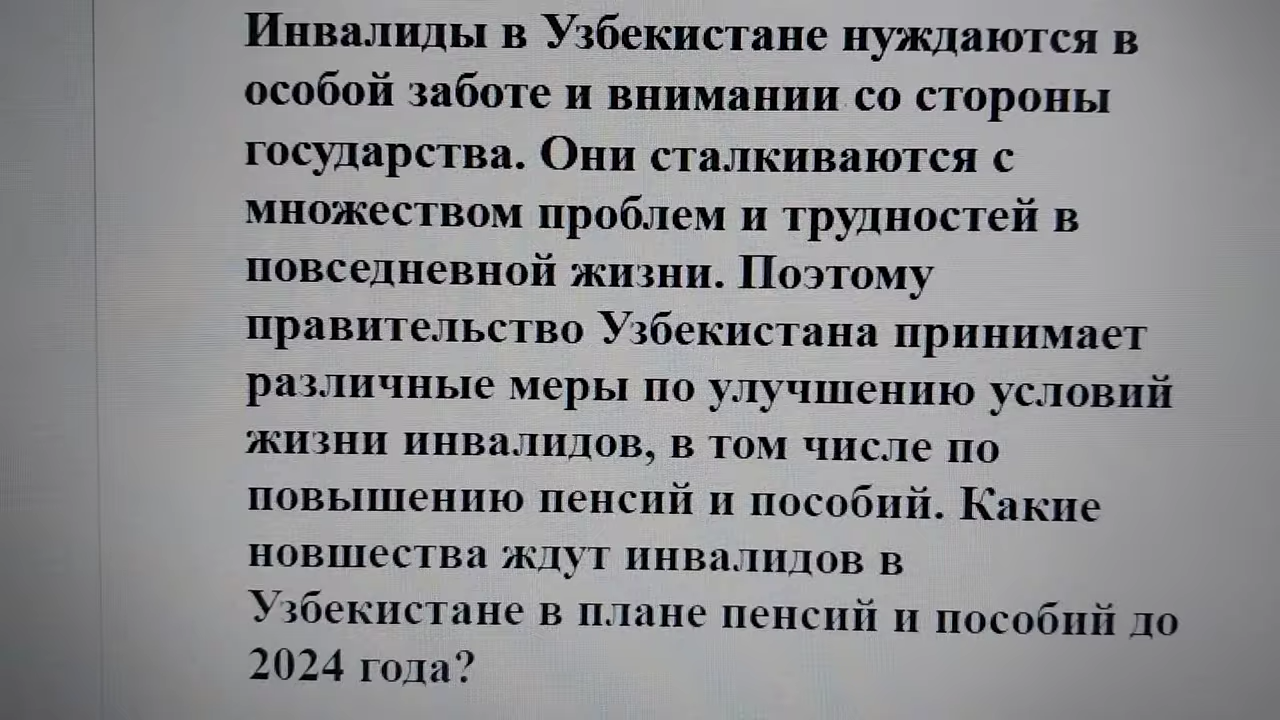 Инвалиды в Узбекистане нуждаются в
особой заботе и внимании со стороны
государства. Они сталкиваются с
множеством проблем и трудностей в
повседневной жизни. Поэтому
правительство Узбекистана принимает
различные меры по улучшению условий
жизни инвалидов, в том числе по
повышению пенсий и пособий. Какие
новшества ждут инвалидов в
Узбекистане в плане пенсий и пособий до
2024 года?